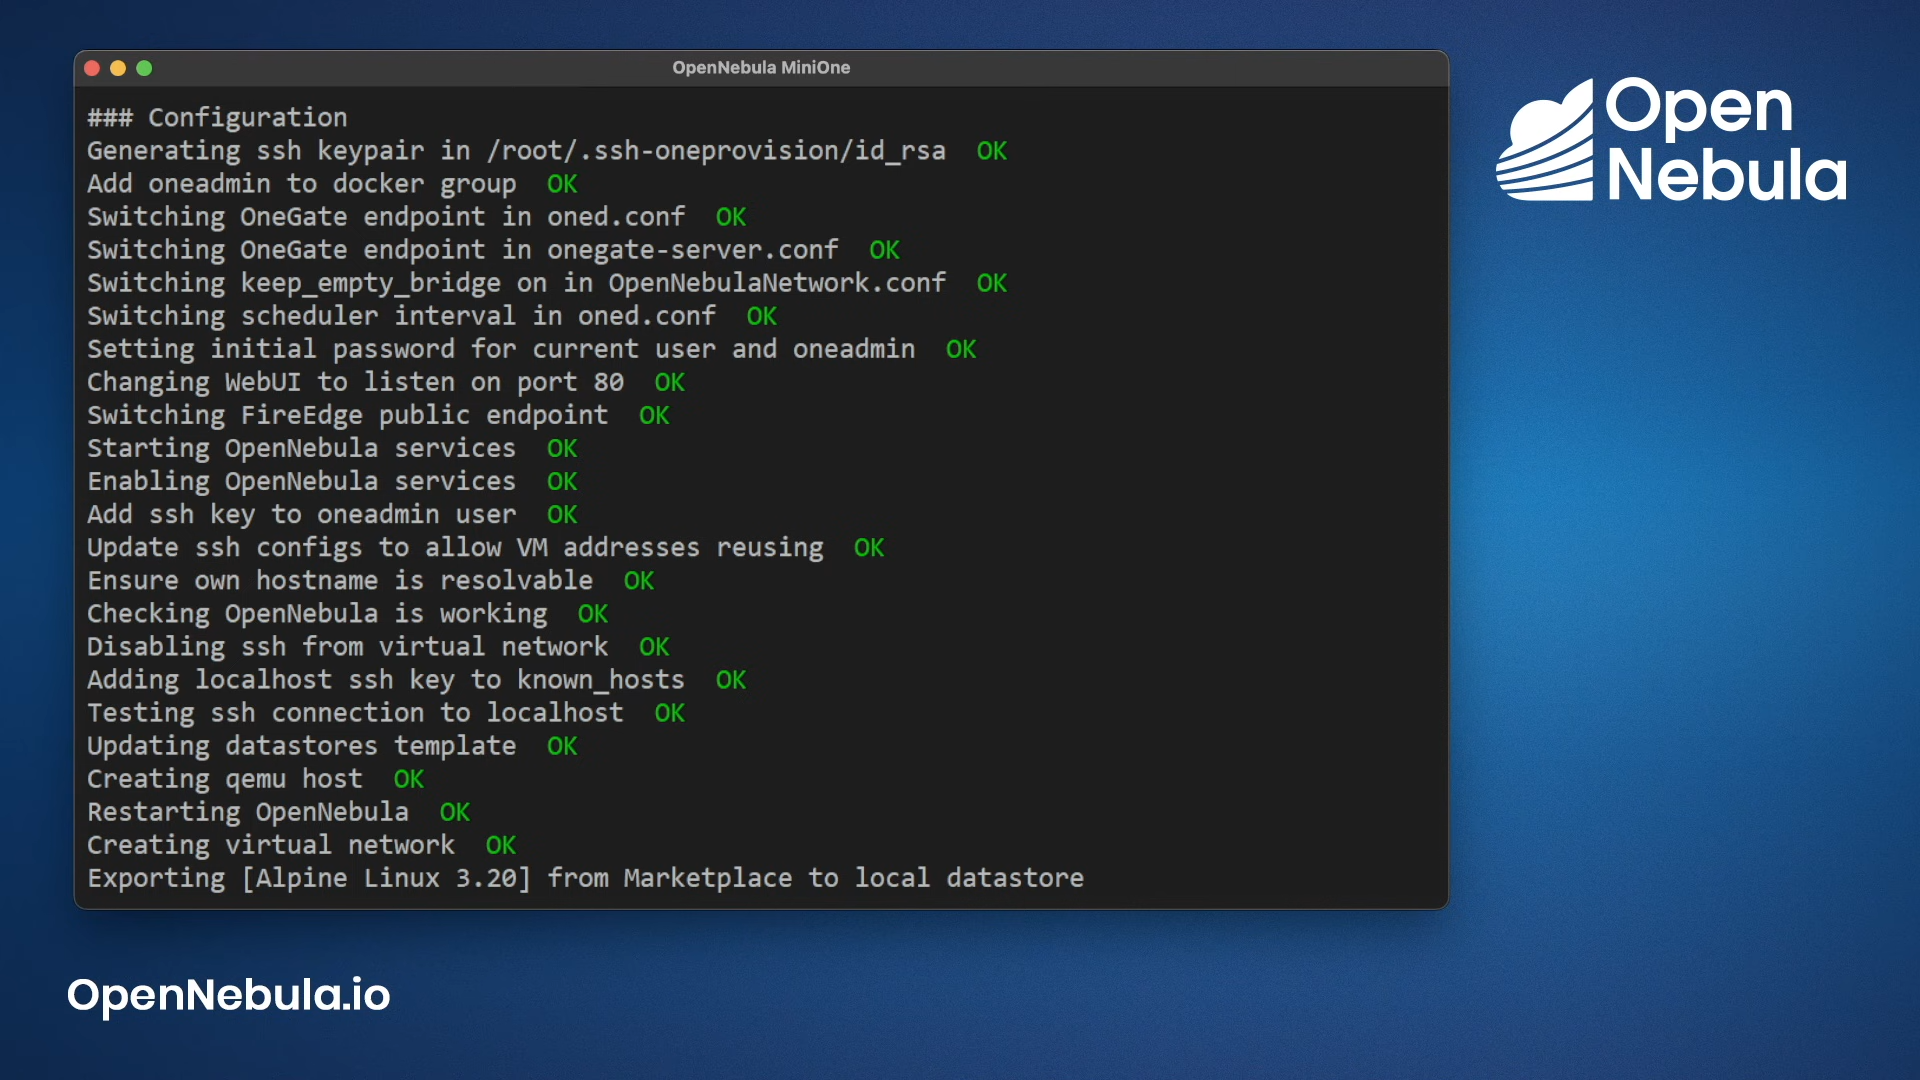 OpenNebula MiniOne
### Configuration
Generating ssh keypair in /root/.ssh-oneprovision/id_rsa  OK
Add oneadmin to docker group  OK
Switching OneGate endpoint in oned.conf  OK
Switching OneGate endpoint in onegate-server.conf  OK
Switching keep_empty_bridge on in OpenNebulaNetwork.conf  OK
Switching scheduler interval in oned.conf  OK
Setting initial password for current user and oneadmin  OK
Changing WebUI to listen on port 80  OK
Switching FireEdge public endpoint  OK
Starting OpenNebula services  OK
Enabling OpenNebula services  OK
Add ssh key to oneadmin user  OK
Update ssh configs to allow VM addresses reusing  OK
Ensure own hostname is resolvable  OK
Checking OpenNebula is working  OK
Disabling ssh from virtual network  OK
Adding localhost ssh key to known_hosts  OK
Testing ssh connection to localhost  OK
Updating datastores template  OK
Creating qemu host  OK
Restarting OpenNebula  OK
Creating virtual network  OK
Exporting [Alpine Linux 3.20] from Marketplace to local datastore
Open
Nebula
OpenNebula.io